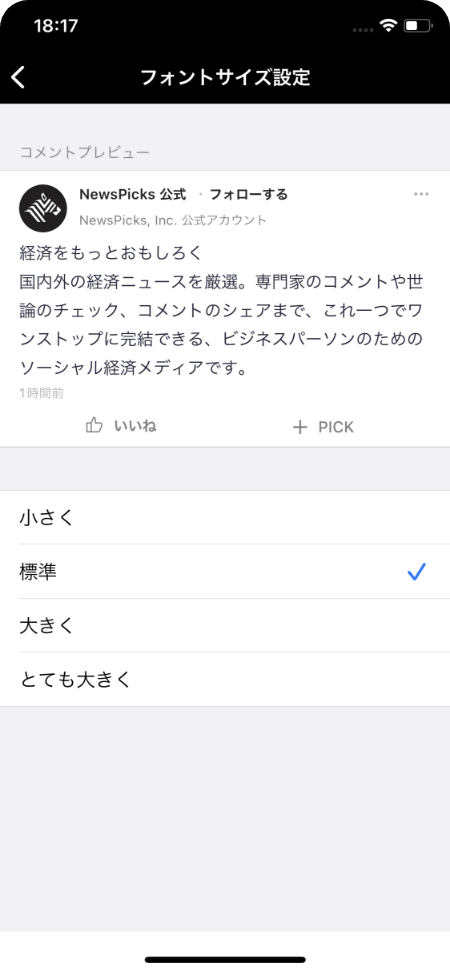 18:17
フォントサイズ設定
コメントプレビュー
NewsPicks 公式 ・フォローする
NewsPicks, Inc. 公式アカウント
経済をもっとおもしろく
国内外の経済ニュースを厳選。専門家のコメントや世
論のチェック、コメントのシェアまで、これ一つでワ
ンストップに完結できる、ビジネスパーソンのための
ソーシャル経済メディアです。
1時間前
いいね
PICK
小さく
標準
大きく
とても大きく